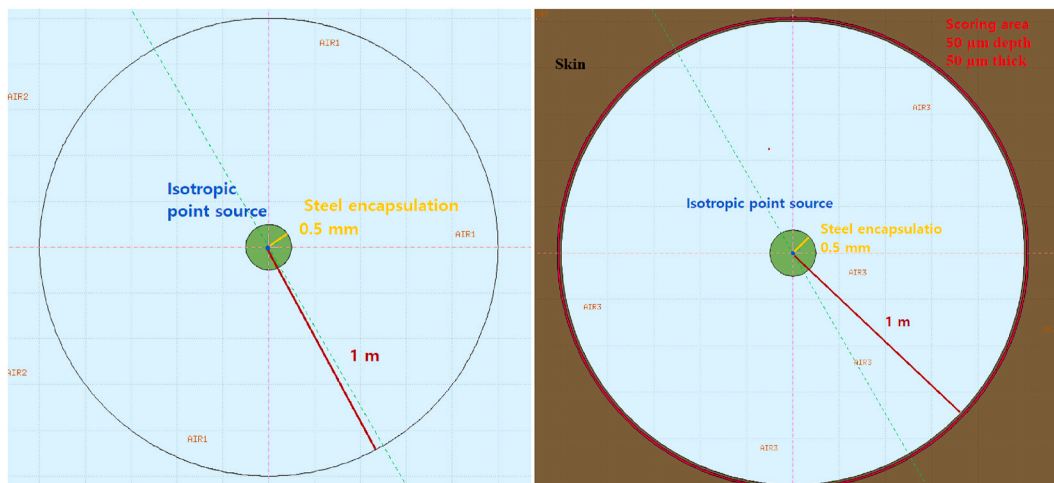 AIR1
AIR2
Isotropic
point source
Steel encapsulation
0.5 mm
AIR1
1 m
AIR2
AIR1
Scoring area
50 µm depth
50 µm thick
Skin
AIR3
Isotropic point source
Steel encapsulatio
0.5 mm
AIR3
AIR3
1 m
AIR3
AIR3